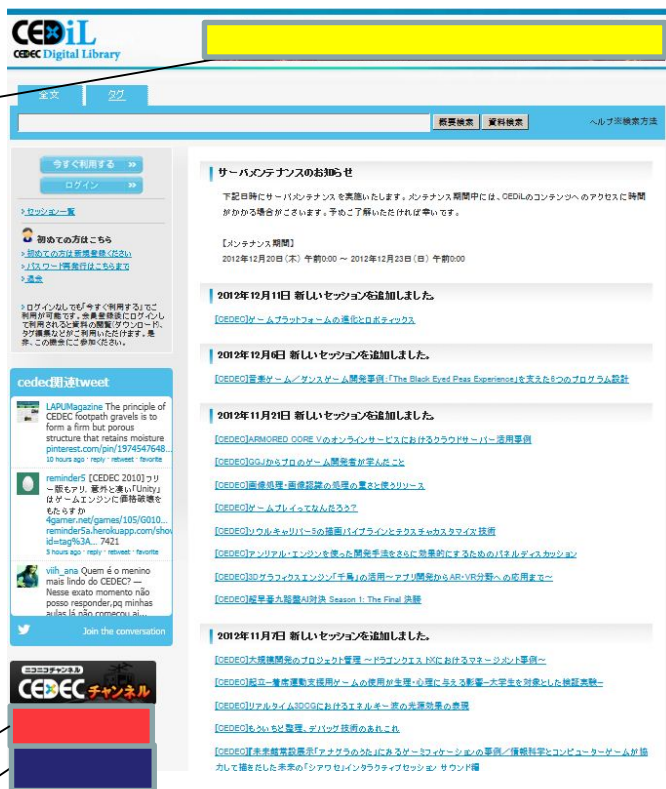 CEDiL
CEDEC Digital Library
全文 タグ
概要検索 資料検索 ヘルプ※検索方法
今すぐ利用する »
ログイン »
>セッション一覧
初めての方はこちら
>初めての方は新規登録ください
>パスワード再発行はこちらまで
>退会
>ログインなしでも「今すぐ利用する」でご
利用が可能です。会員登録後にログインし
て利用されると資料の閲覧(ダウンロード)、
タグ編集などがご利用いただけます。是
非、この機会にご参加ください。
cedec関連tweet
LAPUMagazine The principle of
CEDEC footpath gravels is to
form a firm but porous
structure that retains moisture
pinterest.com/pin/1974547648...
10 hours ago · reply · retweet · favorite
reminder5 [CEDEC 2010]フリ
ー版もアリ、意外と凄い「Unity」
はゲームエンジンに価格破壊を
もたらすか
4gamer.net/games/105/G010...
reminder5a.herokuapp.com/show
id=tag%3A... 7421
5 hours ago · reply · retweet · favorite
viih_ana Quem é o menino
mais lindo do CEDEC? —
Nesse exato momento não
posso responder,pq minhas
aulas lá não começou ai...
Join the conversation
ニコニコチャンネル
CEDEC チャンネル
サーバメンテナンスのお知らせ
下記日時にサーバメンテナンスを実施いたします。メンテナンス期間中には、CEDiLのコンテンツへのアクセスに時間
がかかる場合がございます。予めご了解いただければ幸いです。
【メンテナンス期間】
2012年12月20日(木) 午前0:00 ～ 2012年12月23日(日) 午前0:00
2012年12月11日 新しいセッションを追加しました。
[CEDEC]ゲームプラットフォームの進化とロボティックス
2012年12月6日 新しいセッションを追加しました。
[CEDEC]音楽ゲーム／ダンスゲーム開発事例：「The Black Eyed Peas Experience」を支えた6つのプログラム設計
2012年11月21日 新しいセッションを追加しました。
[CEDEC]ARMORED CORE Vのオンラインサービスにおけるクラウドサーバー活用事例
[CEDEC]GGJからプロのゲーム開発者が学んだこと
[CEDEC]画像処理・画像認識の処理の重さと使うリソース
[CEDEC]ゲームプレイってなんだろう?
[CEDEC]ソウルキャリバー5の描画パイプラインとテクスチャカスタマイズ技術
[CEDEC]アンリアル・エンジンを使った開発手法をさらに効果的にするためのパネルディスカッション
[CEDEC]3Dグラフィクスエンジン「千鳥」の活用～アプリ開発からAR・VR分野への応用まで～
[CEDEC]超早碁九路盤AI対決 Season 1: The Final 決勝
2012年11月7日 新しいセッションを追加しました。
[CEDEC]大規模開発のプロジェクト管理 ～ドラゴンクエスト Xにおけるマネージメント事例～
[CEDEC]起立－着席運動支援用ゲームの使用が生理・心理に与える影響－大学生を対象とした検証実験－
[CEDEC]リアルタイム3DCGにおけるエネルギー波の光源効果の表現
[CEDEC]もういちど整理、デバッグ技術のあれこれ
[CEDEC]『未来館常設展示「アナグラのうた」にみるゲーミフィケーションの事例／情報科学とコンピューターゲームが協
力して描きだした未来の「シアワセ」』インタラクティブセッション サウンド編